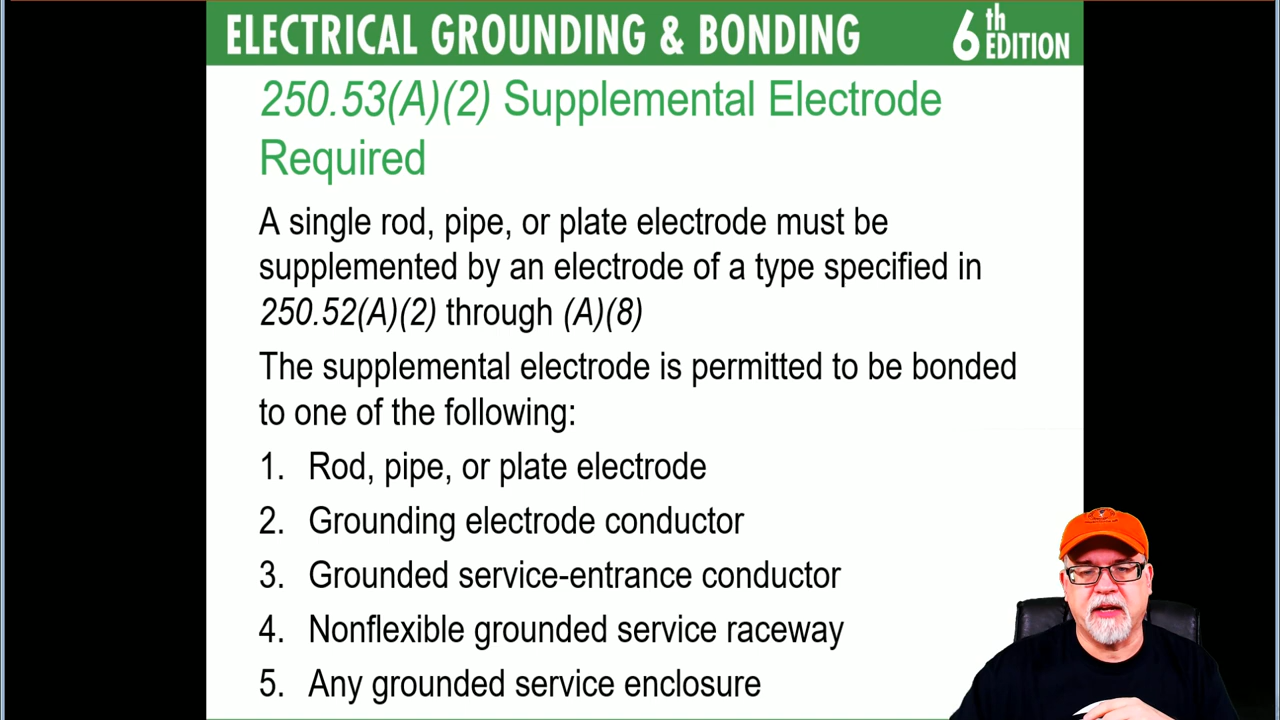 ELECTRICAL GROUNDING & BONDING 6th EDITION
250.53(A)(2) Supplemental Electrode
Required
A single rod, pipe, or plate electrode must be
supplemented by an electrode of a type specified in
250.52(A)(2) through (A)(8)
The supplemental electrode is permitted to be bonded
to one of the following:
1. Rod, pipe, or plate electrode
2. Grounding electrode conductor
3. Grounded service-entrance conductor
4. Nonflexible grounded service raceway
5. Any grounded service enclosure